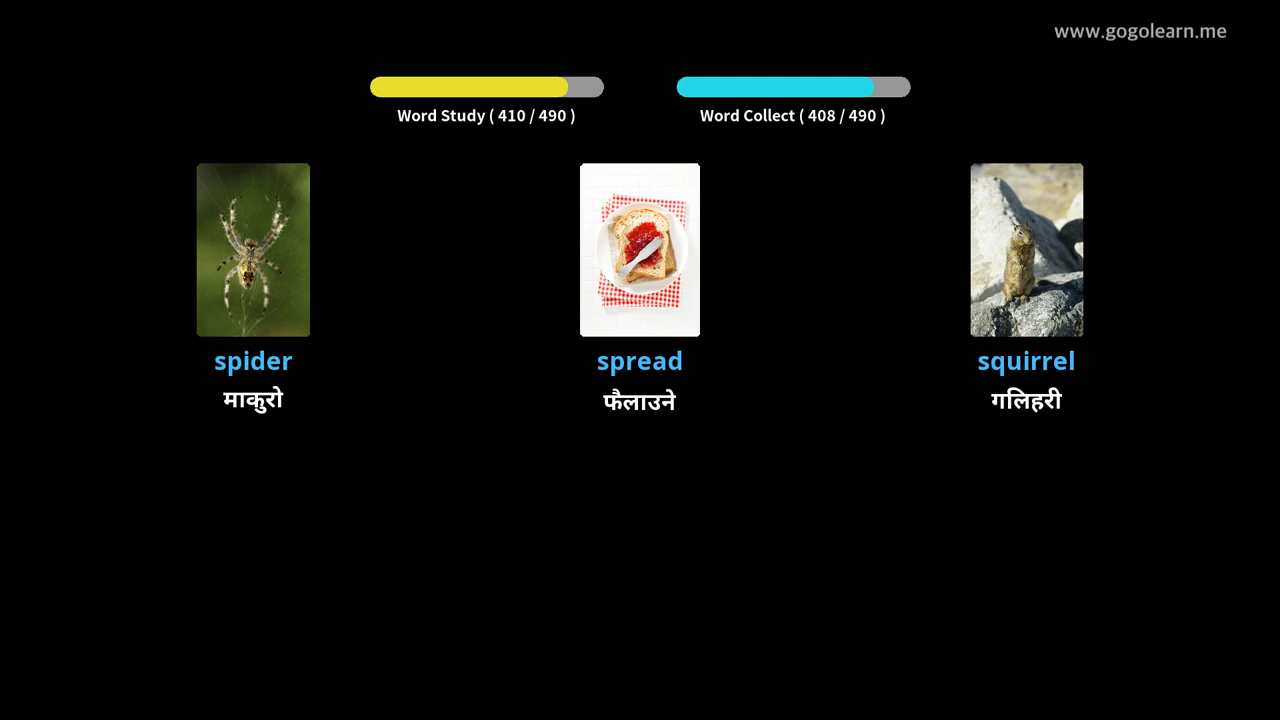 www.gogolearn.me
Word Study ( 410 / 490 )
Word Collect ( 408 / 490 )
spider
spread
squirrel
माकुरो
फैलाउने
गलिहरी